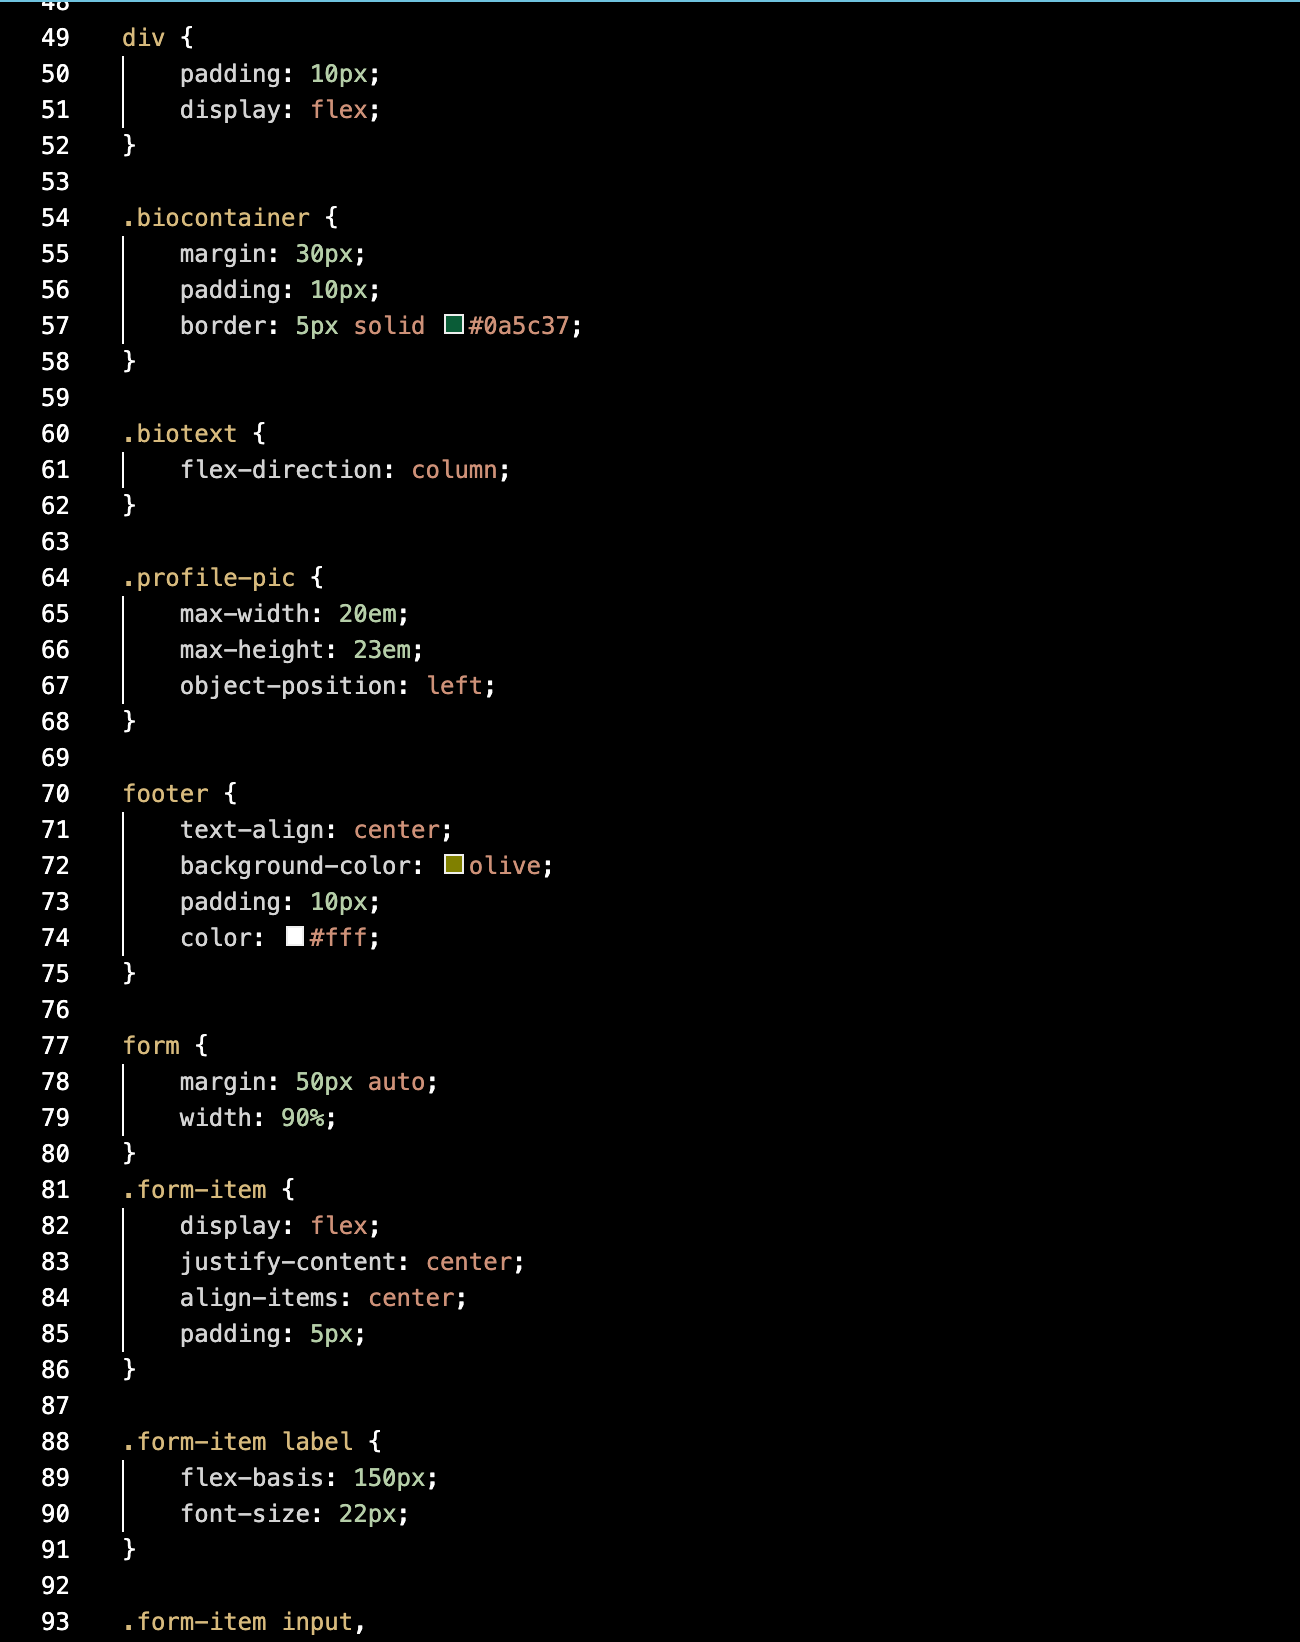 48
49 div {
50 padding: 10px;
51 display: flex;
52 }
53
54 .biocontainer {
55 margin: 30px;
56 padding: 10px;
57 border: 5px solid #0a5c37;
58 }
59
60 .biotext {
61 flex-direction: column;
62 }
63
64 .profile-pic {
65 max-width: 20em;
66 max-height: 23em;
67 object-position: left;
68 }
69
70 footer {
71 text-align: center;
72 background-color: olive;
73 padding: 10px;
74 color: #fff;
75 }
76
77 form {
78 margin: 50px auto;
79 width: 90%;
80 }
81 .form-item {
82 display: flex;
83 justify-content: center;
84 align-items: center;
85 padding: 5px;
86 }
87
88 .form-item label {
89 flex-basis: 150px;
90 font-size: 22px;
91 }
92
93 .form-item input,